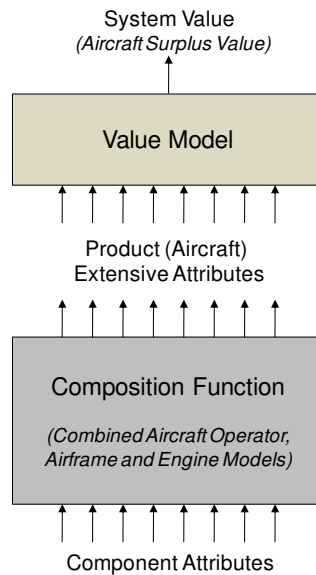 System Value
(Aircraft Surplus Value)
Value Model
Product (Aircraft)
Extensive Attributes
Composition Function
(Combined Aircraft Operator,
Airframe and Engine Models)
Component Attributes